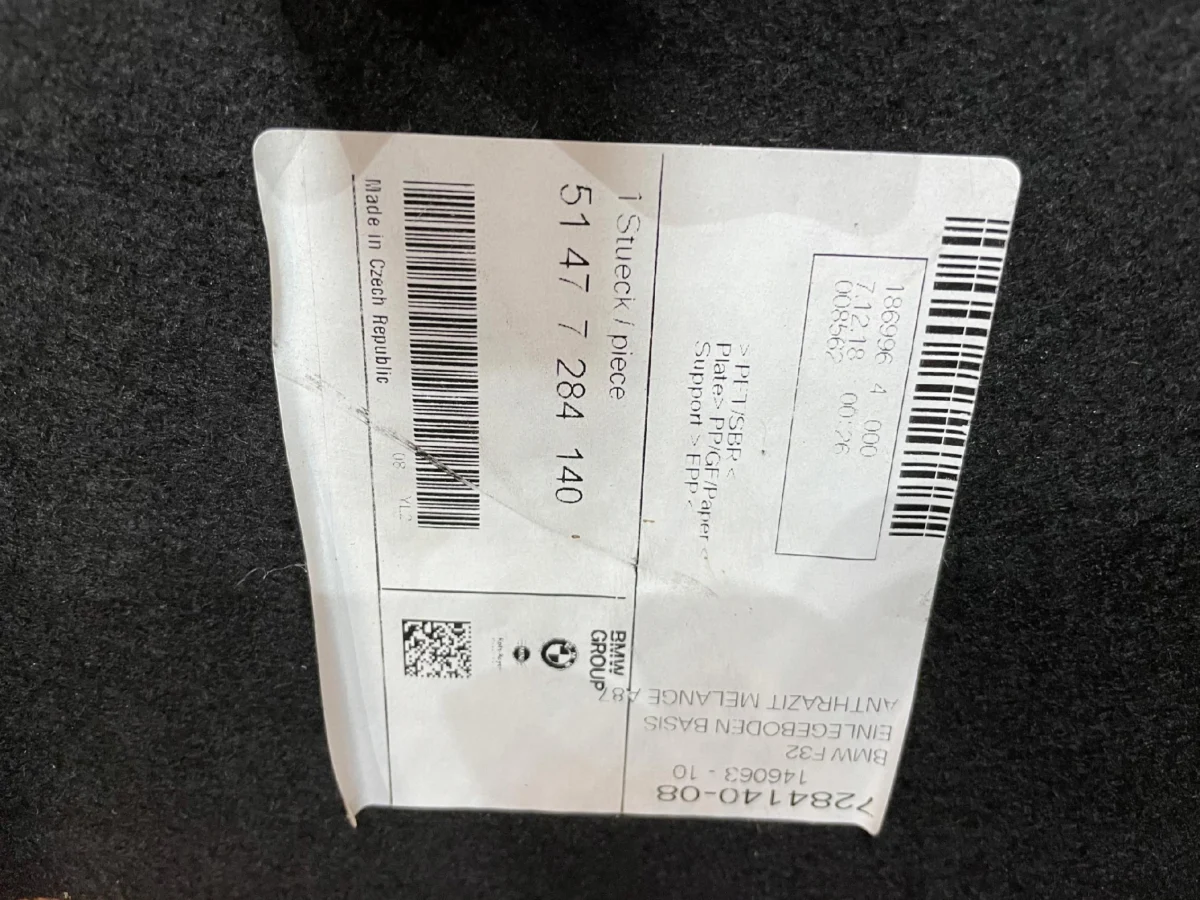 186996 4 000
7.12.18 00:26
008562
> PET/SBR <
Plate> PP/GF/Paper <
Support > EPP <
1 Stueck / piece
51 47 7 284 140
Made in Czech Republic
08
BMW
GROUP
7284140-08
146063 - 10
BMW F32
EINLEGEBODEN BASIS
ANTHRAZIT MELANGE A87